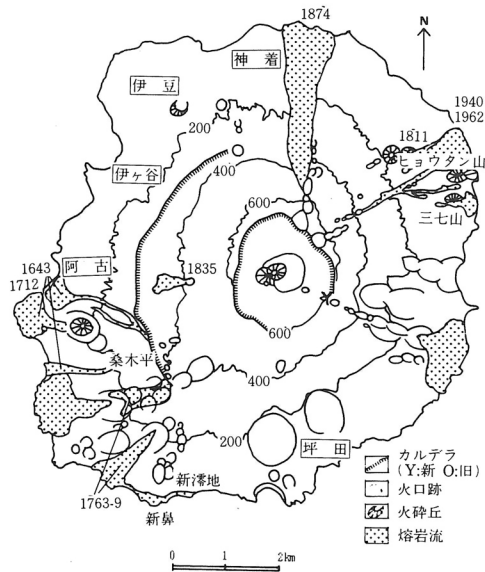 1874
N
神着
伊豆
1940
1962
200
1811
ヒョウタン山
伊ヶ谷
400
三七山
600
1643
1712
阿古
1835
600
桑木平
400
200
坪田
新澪地
1763-9
新鼻
カルデラ
(Y:新 O:旧)
火口跡
火砕丘
熔岩流
0 1 2km